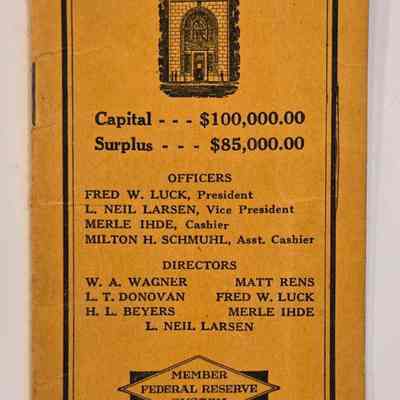 Capital - - - $100,000.00
Surplus - - - $85,000.00
OFFICERS
FRED W. LUCK, President
L. NEIL LARSEN, Vice President
MERLE IHDE, Cashier
MILTON H. SCHMUHL, Asst. Cashier
DIRECTORS
W. A. WAGNER MATT RENS
L. T. DONOVAN FRED W. LUCK
H. L. BEYERS MERLE IHDE
L. NEIL LARSEN
MEMBER
FEDERAL RESERVE
SYSTEM